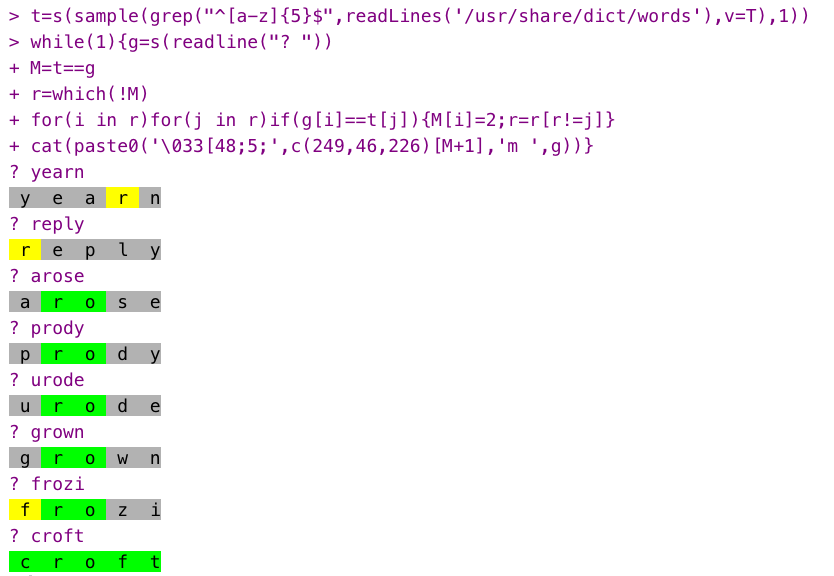 > t=s(sample(grep("^[a-z]{5}$",readLines('/usr/share/dict/words'),v=T),1))
> while(1){g=s(readline("? "))
+ M=t==g
+ r=which(!M)
+ for(i in r)for(j in r)if(g[i]==t[j]){M[i]=2;r=r[r!=j]}
+ cat(paste0('\033[48;5;',c(249,46,226)[M+1],'m ',g))}
? yearn
y e a r n
? reply
r e p l y
? arose
a r o s e
? prody
p r o d y
? urode
u r o d e
? grown
g r o w n
? frozi
f r o z i
? croft
c r o f t